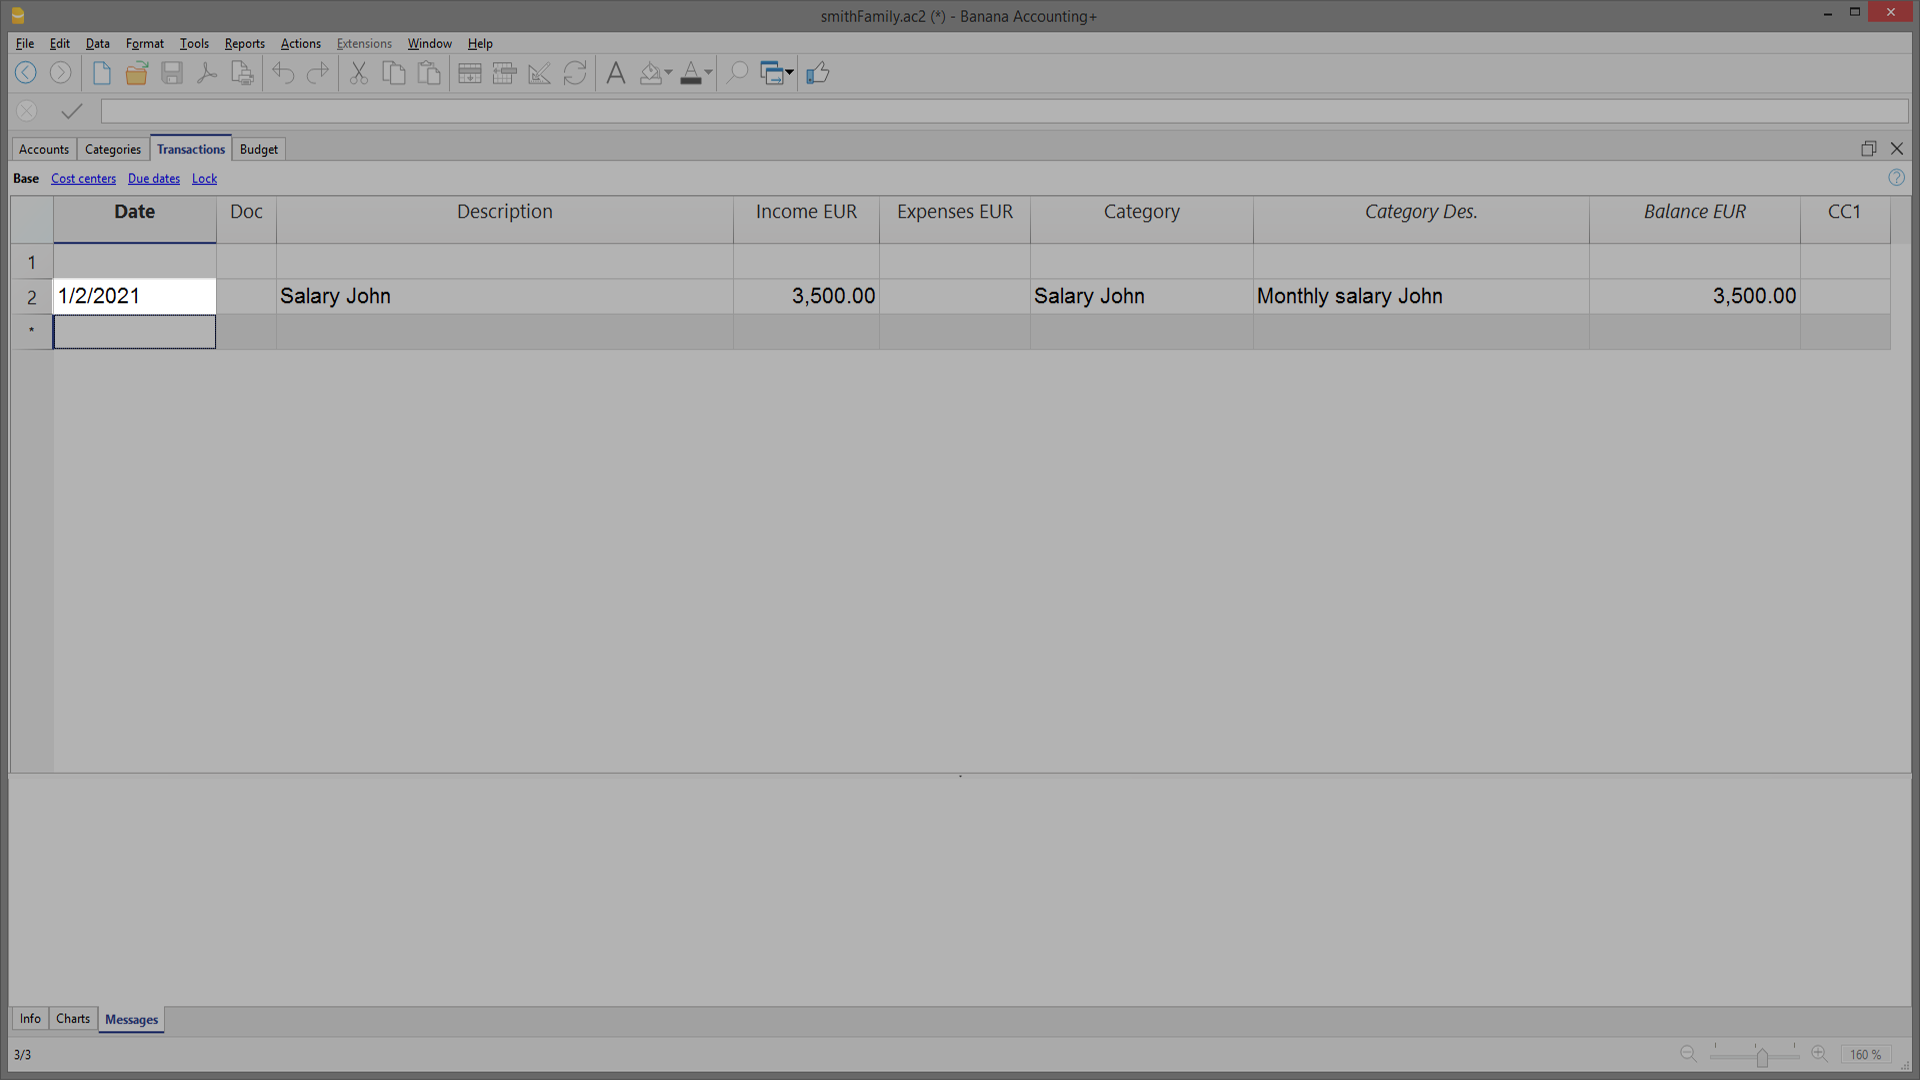 smithFamily.ac2 (*) - Banana Accounting+
File Edit Data Format Tools Reports Actions Extensions Window Help
Accounts Categories Transactions Budget
Base Cost centers Due dates Lock
Date Doc Description Income EUR Expenses EUR Category Category Des. Balance EUR CC1
1
2 1/2/2021 Salary John 3,500.00 Salary John Monthly salary John 3,500.00
*
Info Charts Messages
3/3 160 %